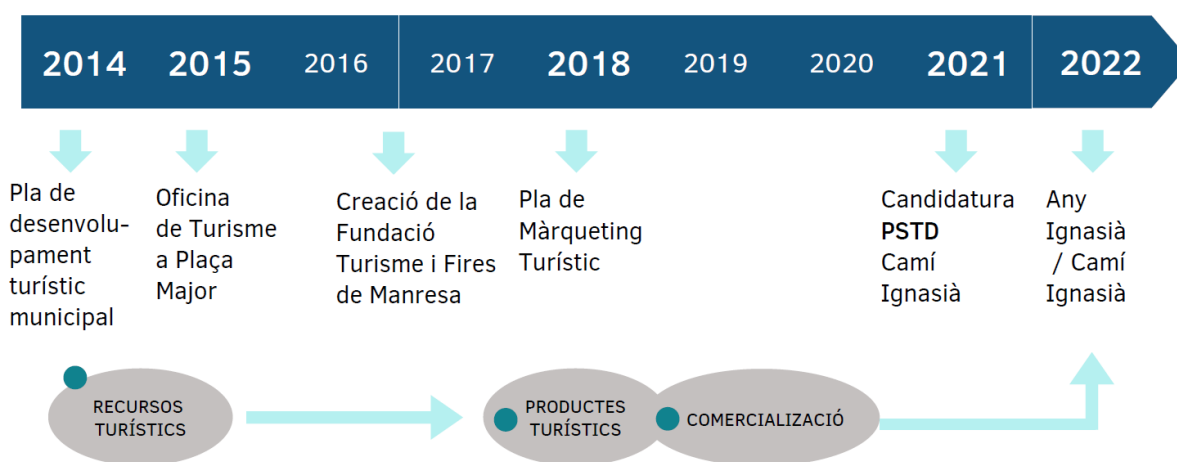 2014 2015 2016 2017 2018 2019 2020 2021 2022
Pla de
desenvolu-
pament
turístic
municipal
Oficina
de Turisme
a Plaça
Major
Creació de la
Fundació
Turisme i Fires
de Manresa
Pla de
Màrqueting
Turístic
Candidatura
PSTD
Camí
Ignasià
Any
Ignasià
/ Camí
Ignasià
RECURSOS
TURÍSTICS
PRODUCTES
TURÍSTICS
COMERCIALIZACIÓ